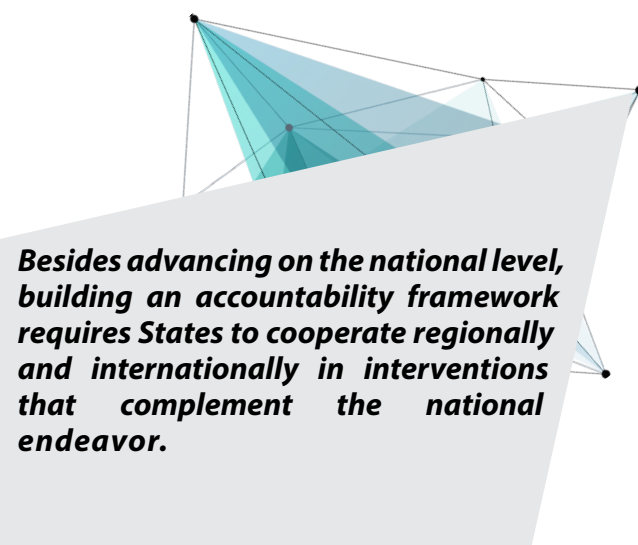 Besides advancing on the national level,
building an accountability framework
requires States to cooperate regionally
and internationally in interventions
that complement the national
endeavor.